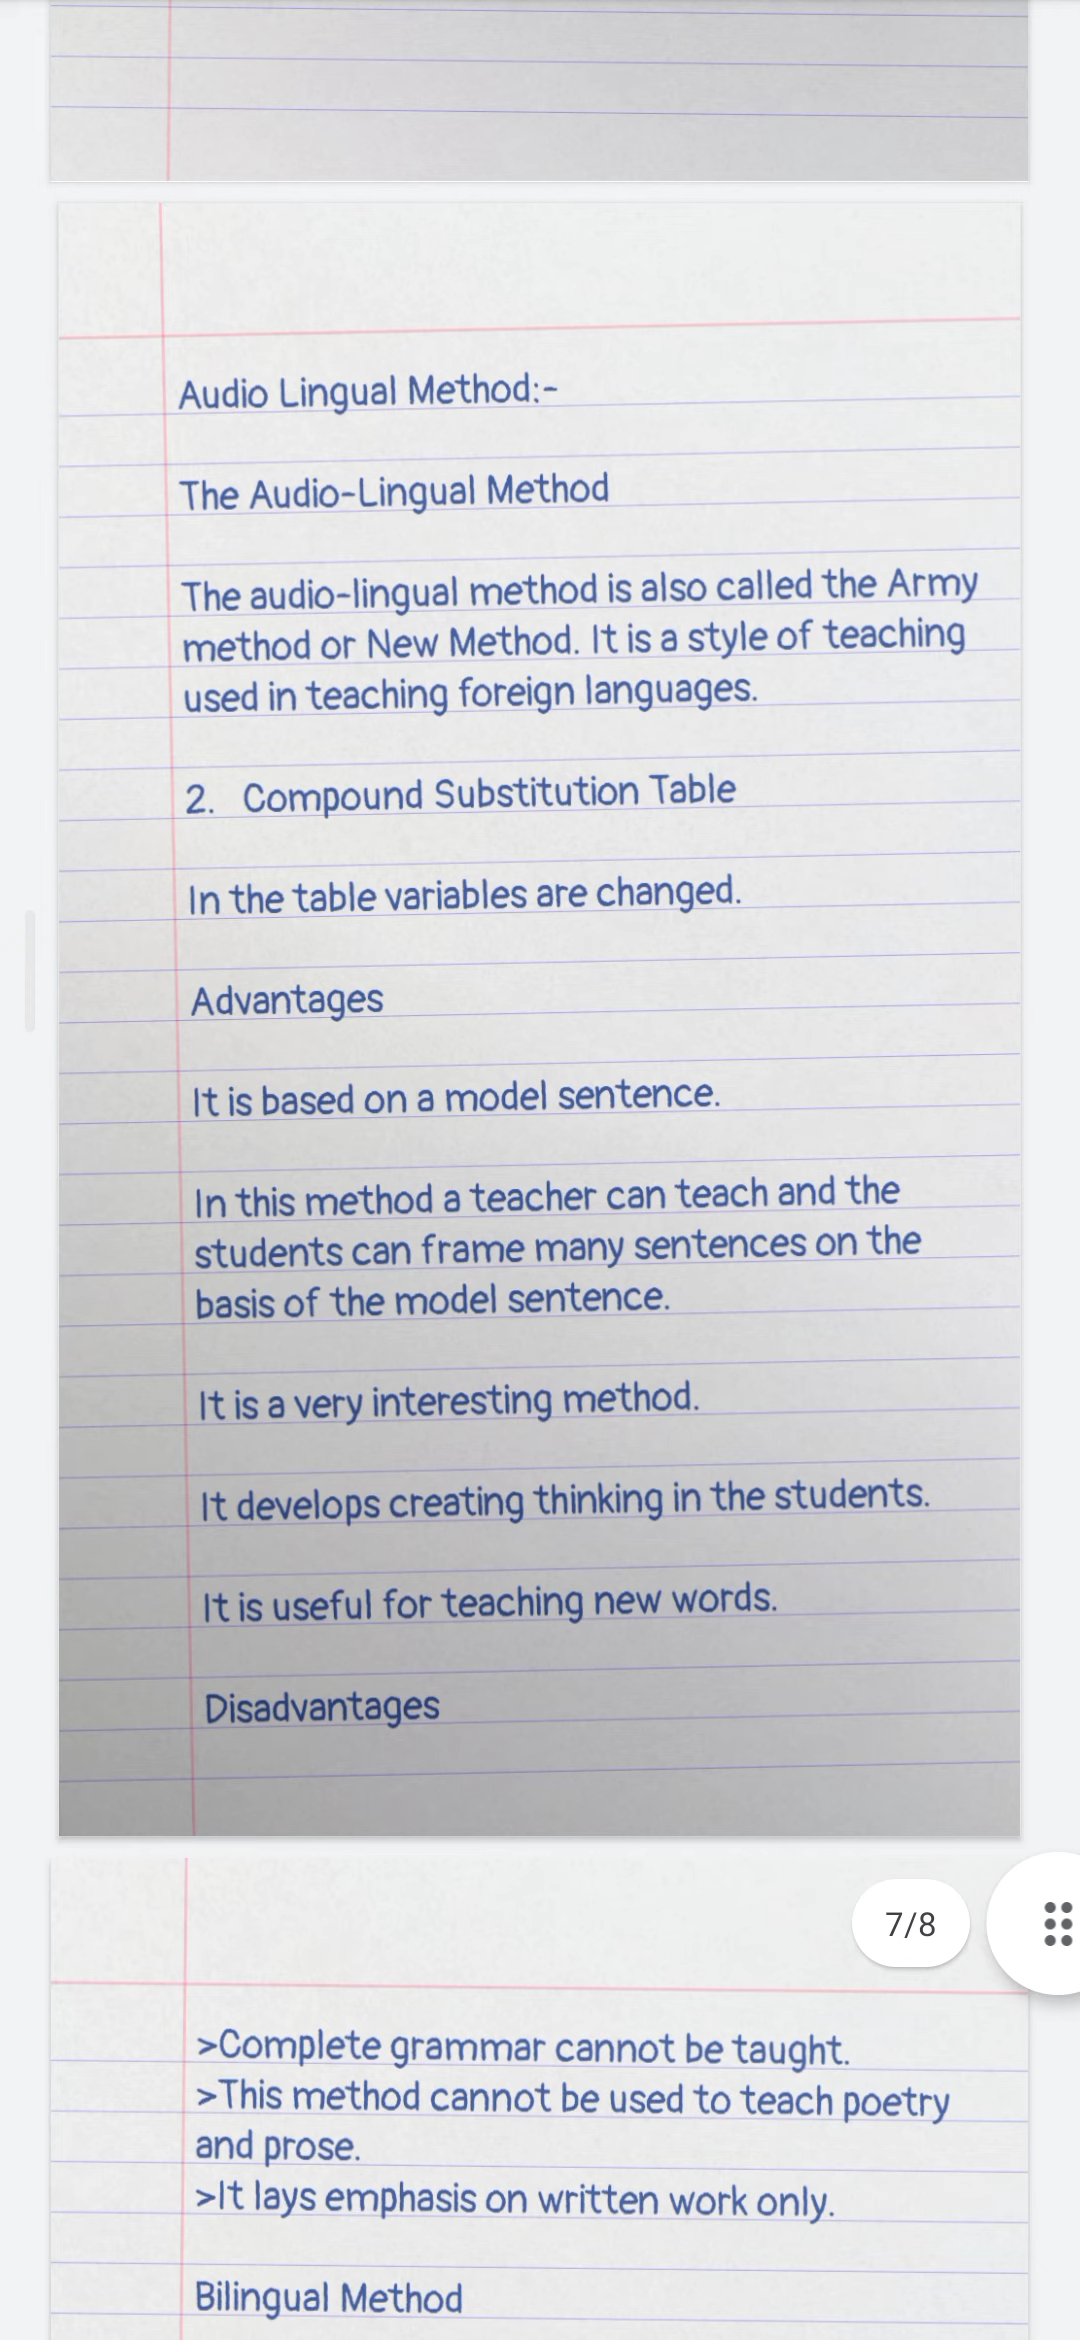 Audio Lingual Method:-
The Audio-Lingual Method
The audio-lingual method is also called the Army
method or New Method. It is a style of teaching
used in teaching foreign languages.
2. Compound Substitution Table
In the table variables are changed.
Advantages
It is based on a model sentence.
In this method a teacher can teach and the
students can frame many sentences on the
basis of the model sentence.
It is a very interesting method.
It develops creating thinking in the students.
It is useful for teaching new words.
Disadvantages
7/8
>Complete grammar cannot be taught.
>This method cannot be used to teach poetry
and prose.
>It lays emphasis on written work only.
Bilingual Method